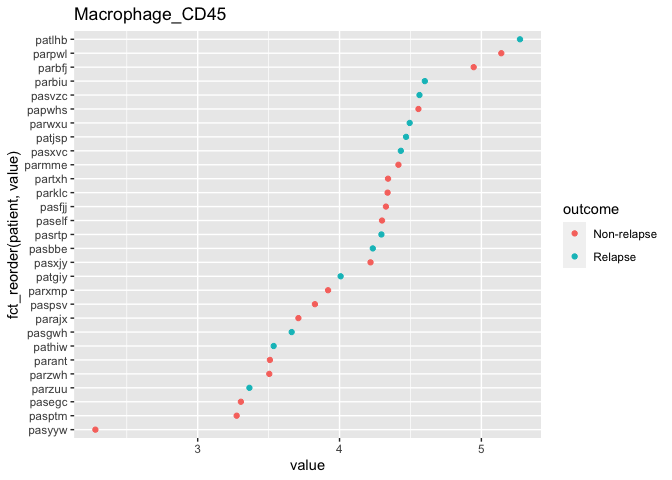 Macrophage_CD45
fct_reorder(patient, value)
patlhb
parpwl
parbfj
parbiu
pasvzc
papwhs
parwxu
patjsp
pasxvc
parmme
partxh
parklc
pasfjj
paself
pasrtp
pasbbe
pasxjy
patgiy
parxmp
paspsv
parajx
pasgwh
pathiw
parant
parzwh
parzuu
pasegc
pasptm
pasyyw
3 4 5
value
outcome
Non-relapse
Relapse